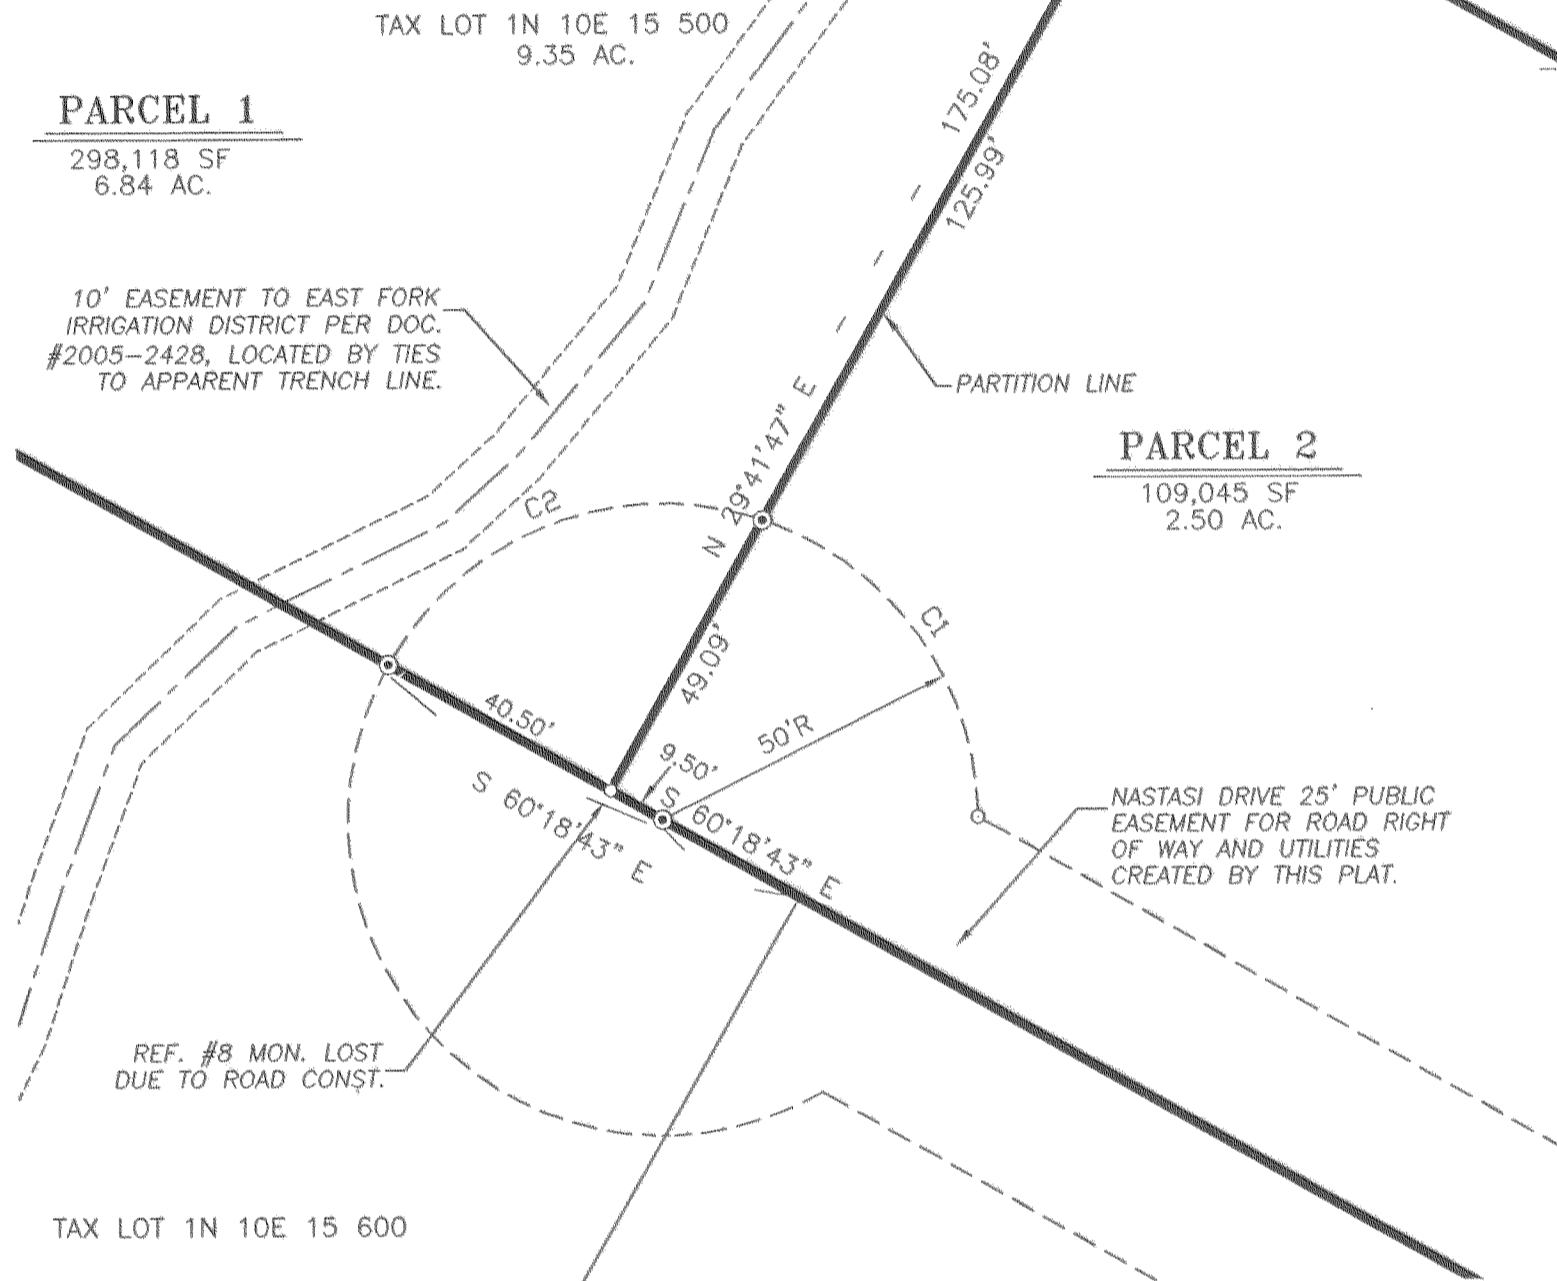 TAX LOT 1N 10E 15 500
9.35 AC.
PARCEL 1
298,118 SF
6.84 AC.
175.08'
125.99'
10' EASEMENT TO EAST FORK
IRRIGATION DISTRICT PER DOC.
#2005-2428, LOCATED BY TIES
TO APPARENT TRENCH LINE.
PARTITION LINE
PARCEL 2
109,045 SF
2.50 AC.
N 29°41'47" E
C2
C1
49.09'
40.50'
9.50'
50'R
S 60°18'43" E
S 60°18'43" E
NASTASI DRIVE 25' PUBLIC
EASEMENT FOR ROAD RIGHT
OF WAY AND UTILITIES
CREATED BY THIS PLAT.
REF. #8 MON. LOST
DUE TO ROAD CONST.
TAX LOT 1N 10E 15 600